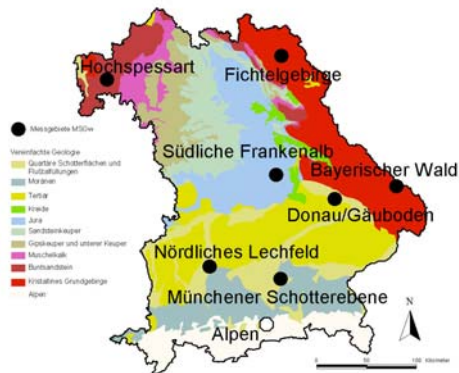 Hochspessart
Fichtelgebirge
Südliche Frankenalb
Bayerischer Wald
Donau/Gäuboden
Nördliches Lechfeld
Münchener Schotterebene
Alpen
Messgebiete MSGw
Vereinfachte Geologie
Quartäre Schotterflächen und
Flußtalfüllungen
Moränen
Tertiär
Kreide
Jura
Sandsteinkeuper
Gipskeuper und unterer Keuper
Muschelkalk
Buntsandstein
Kristallines Grundgebirge
Alpen
N
0 50 100 Kilometer